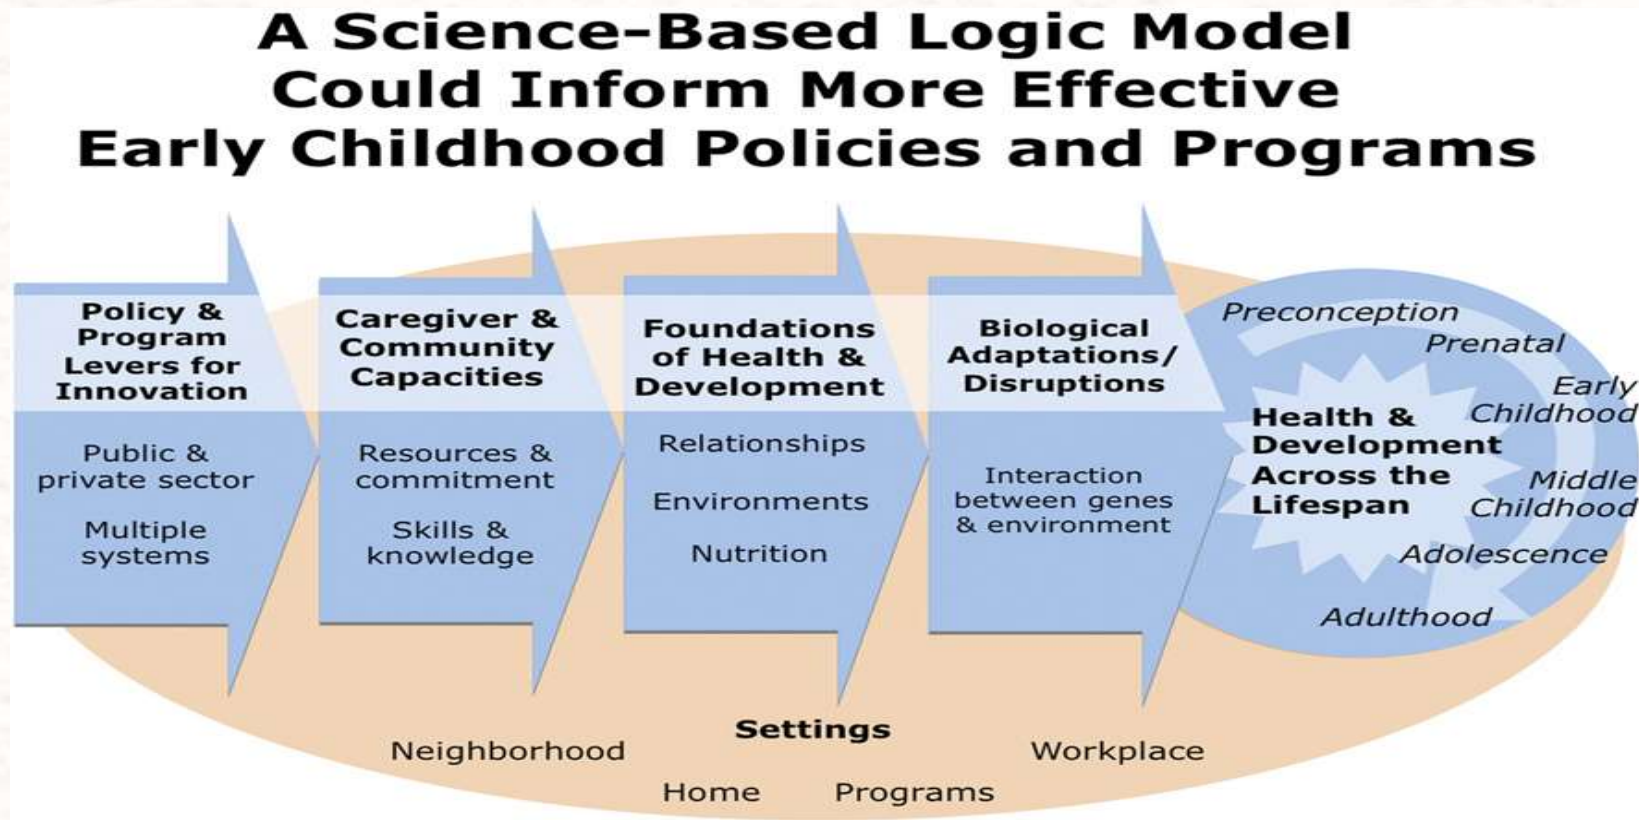 A Science-Based Logic Model
Could Inform More Effective
Early Childhood Policies and Programs
Policy &
Program
Levers for
Innovation
Public &
private sector
Multiple
systems
Caregiver &
Community
Capacities
Resources &
commitment
Skills &
knowledge
Foundations
of Health &
Development
Relationships
Environments
Nutrition
Biological
Adaptations/
Disruptions
Interaction
between genes
& environment
Health &
Development
Across the
Lifespan
Preconception
Prenatal
Early
Childhood
Middle
Childhood
Adolescence
Adulthood
Settings
Neighborhood
Workplace
Home
Programs